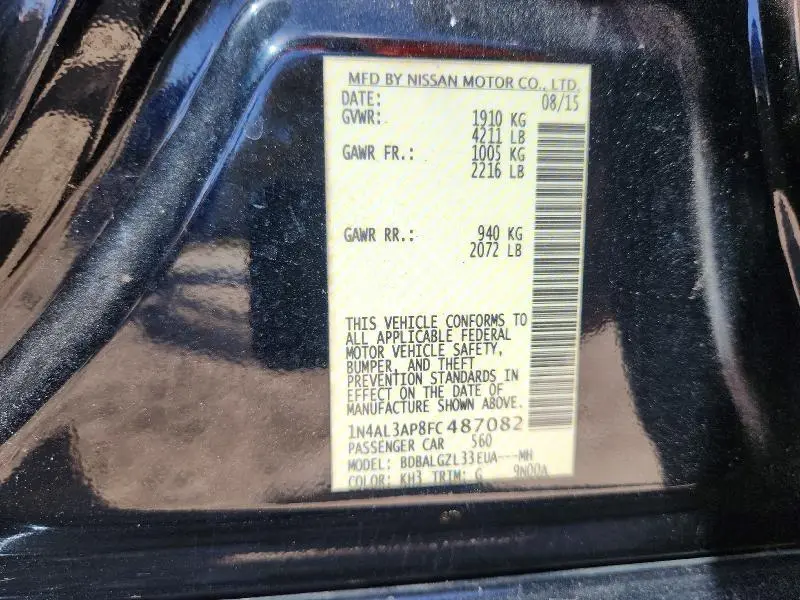 MFD BY NISSAN MOTOR CO., LTD.
DATE: 08/15
GVWR: 1910 KG
4211 LB
GAWR FR.: 1005 KG
2216 LB
GAWR RR.: 940 KG
2072 LB
THIS VEHICLE CONFORMS TO
ALL APPLICABLE FEDERAL
MOTOR VEHICLE SAFETY,
BUMPER, AND THEFT
PREVENTION STANDARDS IN
EFFECT ON THE DATE OF
MANUFACTURE SHOWN ABOVE.
1N4AL3AP8FC487082
PASSENGER CAR 560
MODEL: BDBALGZL33EUA---MH
COLOR: KH3 TRIM: G 9N00A